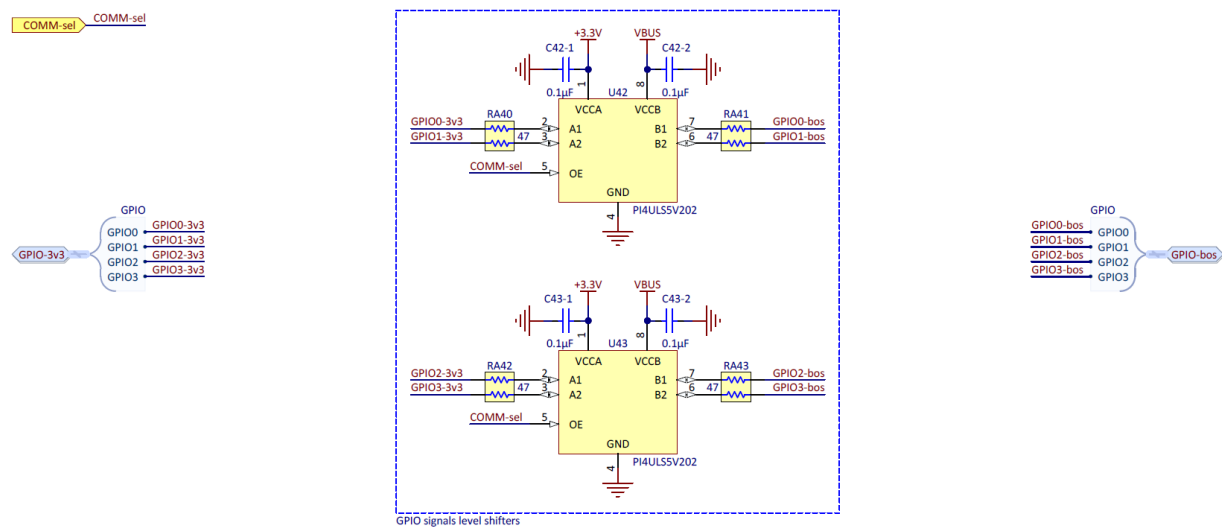 COMM-sel COMM-sel
+3.3V VBUS
C42-1 C42-2
0.1µF 1 U42 8 0.1µF
VCCA VCCB
GPIO0-3v3 RA40 2 A1 B1 7 RA41 GPIO0-bos
GPIO1-3v3 47 3 A2 B2 6 47 GPIO1-bos
COMM-sel 5 OE
GND
4 PI4ULS5V202
GPIO GPIO
GPIO0 GPIO0-3v3 GPIO0-bos GPIO0
GPIO-3v3 GPIO1 GPIO1-3v3 GPIO1-bos GPIO1 GPIO-bos
GPIO2 GPIO2-3v3 GPIO2-bos GPIO2
GPIO3 GPIO3-3v3 GPIO3-bos GPIO3
+3.3V VBUS
C43-1 C43-2
0.1µF 1 U43 8 0.1µF
VCCA VCCB
GPIO2-3v3 RA42 2 A1 B1 7 RA43 GPIO2-bos
GPIO3-3v3 47 3 A2 B2 6 47 GPIO3-bos
COMM-sel 5 OE
GND
4 PI4ULS5V202
GPIO signals level shifters